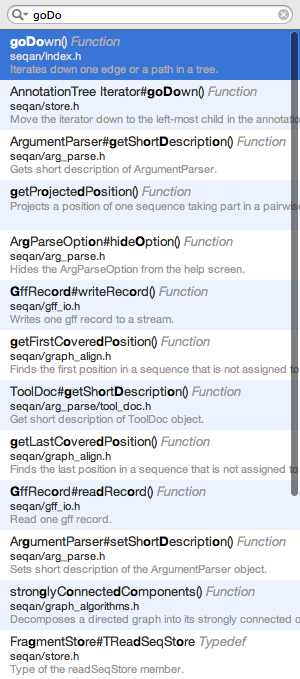 goDo
goDown() Function
seqan/index.h
Iterates down one edge or a path in a tree.
AnnotationTree Iterator#goDown() Function
seqan/store.h
Move the iterator down to the left-most child in the annotatio
ArgumentParser#getShortDescription() Function
seqan/arg_parse.h
Gets short description of ArgumentParser.
getProjectedPosition() Function
Projects a position of one sequence taking part in a pairwise
ArgParseOption#hideOption() Function
seqan/arg_parse.h
Hides the ArgParseOption from the help screen.
GffRecord#writeRecord() Function
seqan/gff_io.h
Writes one gff record to a stream.
getFirstCoveredPosition() Function
seqan/graph_align.h
Finds the first position in a sequence that is not assigned to
ToolDoc#getShortDescription() Function
seqan/arg_parse/tool_doc.h
Get short description of ToolDoc object.
getLastCoveredPosition() Function
seqan/graph_align.h
Finds the last position in a sequence that is not assigned to
GffRecord#readRecord() Function
seqan/gff_io.h
Read one gff record.
ArgumentParser#setShortDescription() Function
seqan/arg_parse.h
Sets short description of the ArgumentParser object.
stronglyConnectedComponents() Function
seqan/graph_algorithms.h
Decomposes a directed graph into its strongly connected c
FragmentStore#TReadSeqStore Typedef
seqan/store.h
Type of the readSeqStore member.